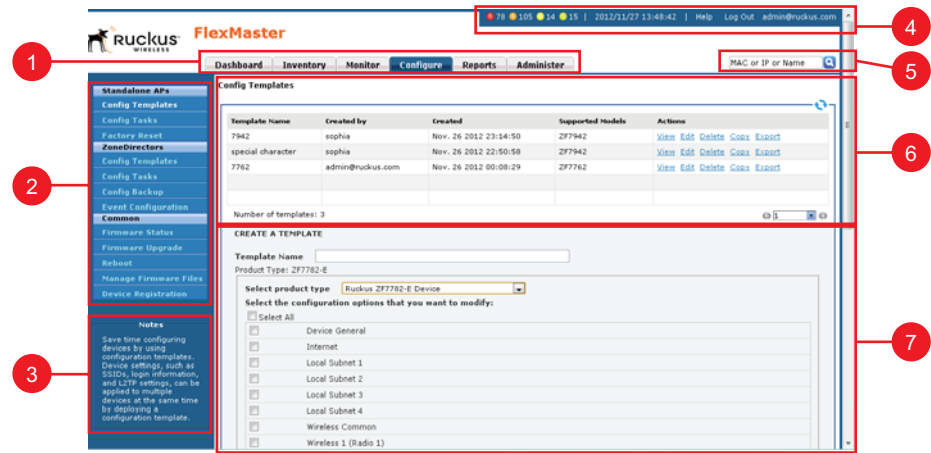 78 105 14 15 | 2012/11/27 13:48:42 | Help Log Out admin@ruckus.com
4
Ruckus WIRELESS FlexMaster
1
Dashboard Inventory Monitor Configure Reports Administer
MAC or IP or Name
5
Standalone APs
Config Templates
Config Tasks
Factory Reset
ZoneDirectors
Config Templates
Config Tasks
Config Backup
Event Configuration
Common
Firmware Status
Firmware Upgrade
Reboot
Manage Firmware Files
Device Registration
2
Notes
Save time configuring
devices by using
configuration templates.
Device settings, such as
SSIDs, login information,
and L2TP settings, can be
applied to multiple
devices at the same time
by deploying a
configuration template.
3
Config Templates
Template Name Created by Created Supported Models Actions
7942 sophia Nov. 26 2012 23:14:50 ZF7942 View Edit Delete Copy Export
special character sophia Nov. 26 2012 22:50:58 ZF7942 View Edit Delete Copy Export
7762 admin@ruckus.com Nov. 26 2012 00:08:29 ZF7762 View Edit Delete Copy Export
Number of templates: 3
1
6
CREATE A TEMPLATE
Template Name
Product Type: ZF7782-E
Select product type Ruckus ZF7782-E Device
Select the configuration options that you want to modify:
Select All
Device General
Internet
Local Subnet 1
Local Subnet 2
Local Subnet 3
Local Subnet 4
Wireless Common
Wireless 1 (Radio 1)
7